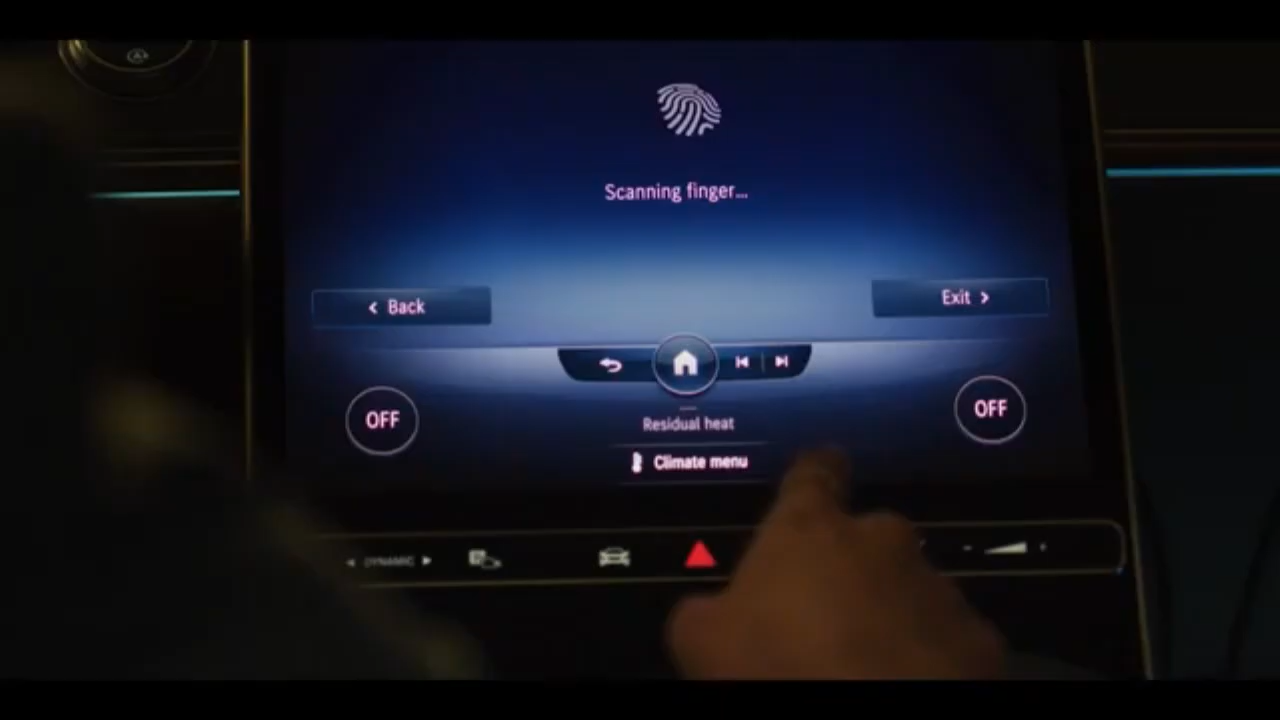 Scanning finger...
< Back
Exit >
OFF
OFF
Residual heat
Climate menu
DYNAMIC